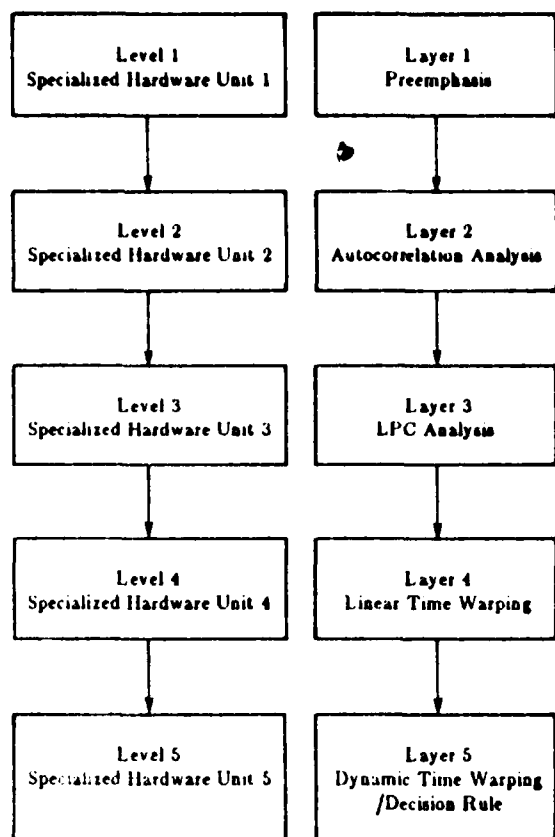 Level 1
Specialized Hardware Unit 1
Layer 1
Preemphasis
Level 2
Specialized Hardware Unit 2
Layer 2
Autocorrelation Analysis
Level 3
Specialized Hardware Unit 3
Layer 3
LPC Analysis
Level 4
Specialized Hardware Unit 4
Layer 4
Linear Time Warping
Level 5
Specialized Hardware Unit 5
Layer 5
Dynamic Time Warping
/Decision Rule